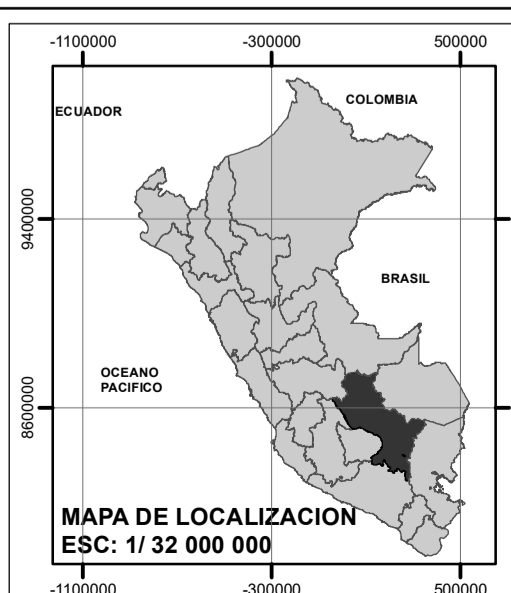 -1100000 -300000 500000
ECUADOR
COLOMBIA
9400000
BRASIL
OCEANO
PACIFICO
8600000
MAPA DE LOCALIZACION
ESC: 1/ 32 000 000
-1100000 -300000 500000